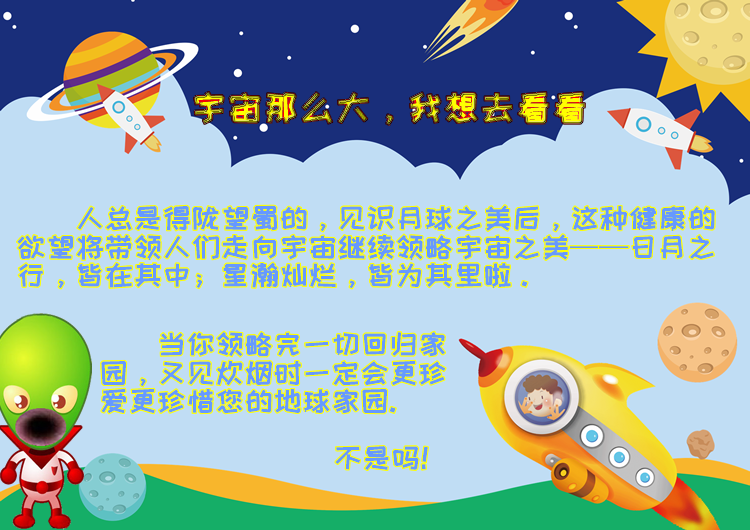 宇宙那么大，我想去看看
人总是得陇望蜀的，见识月球之美后，这种健康的
欲望将带领人们走向宇宙继续领略宇宙之美——日月之
行，皆在其中；星瀚灿烂，皆为其里啦．
当你领略完一切回归家
园，又见炊烟时一定会更珍
爱更珍惜您的地球家园.
不是吗!